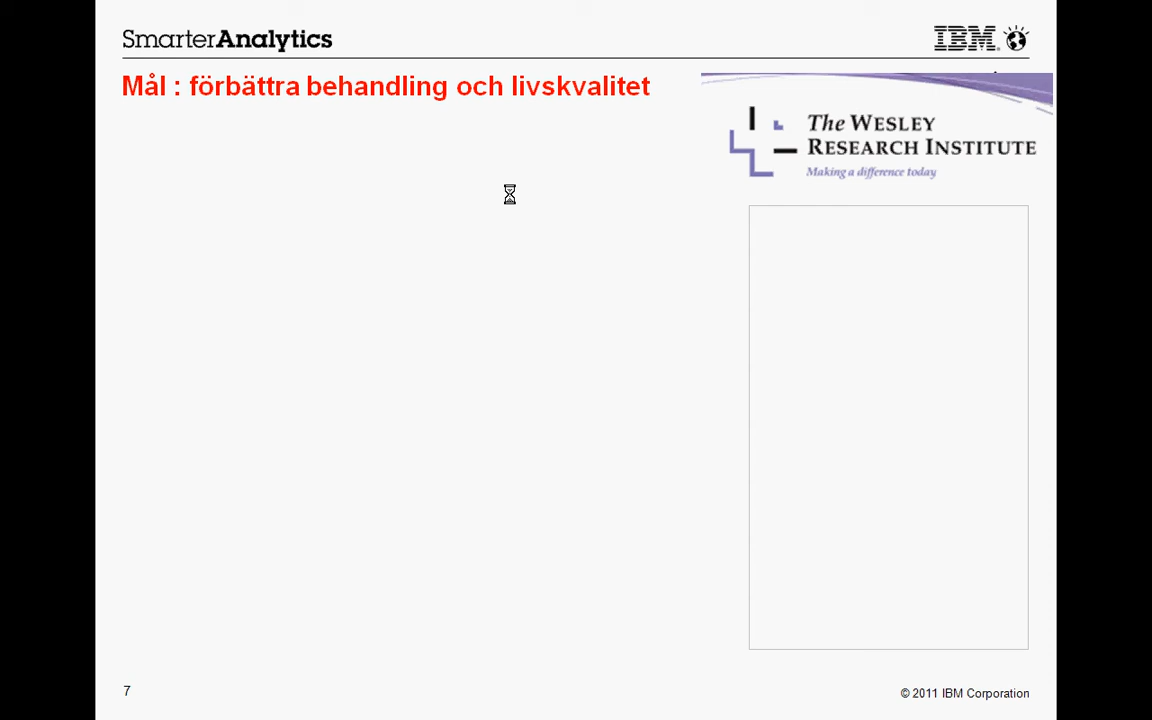 SmarterAnalytics
IBM
Mål : förbättra behandling och livskvalitet
The WESLEY
RESEARCH INSTITUTE
Making a difference today
7
© 2011 IBM Corporation